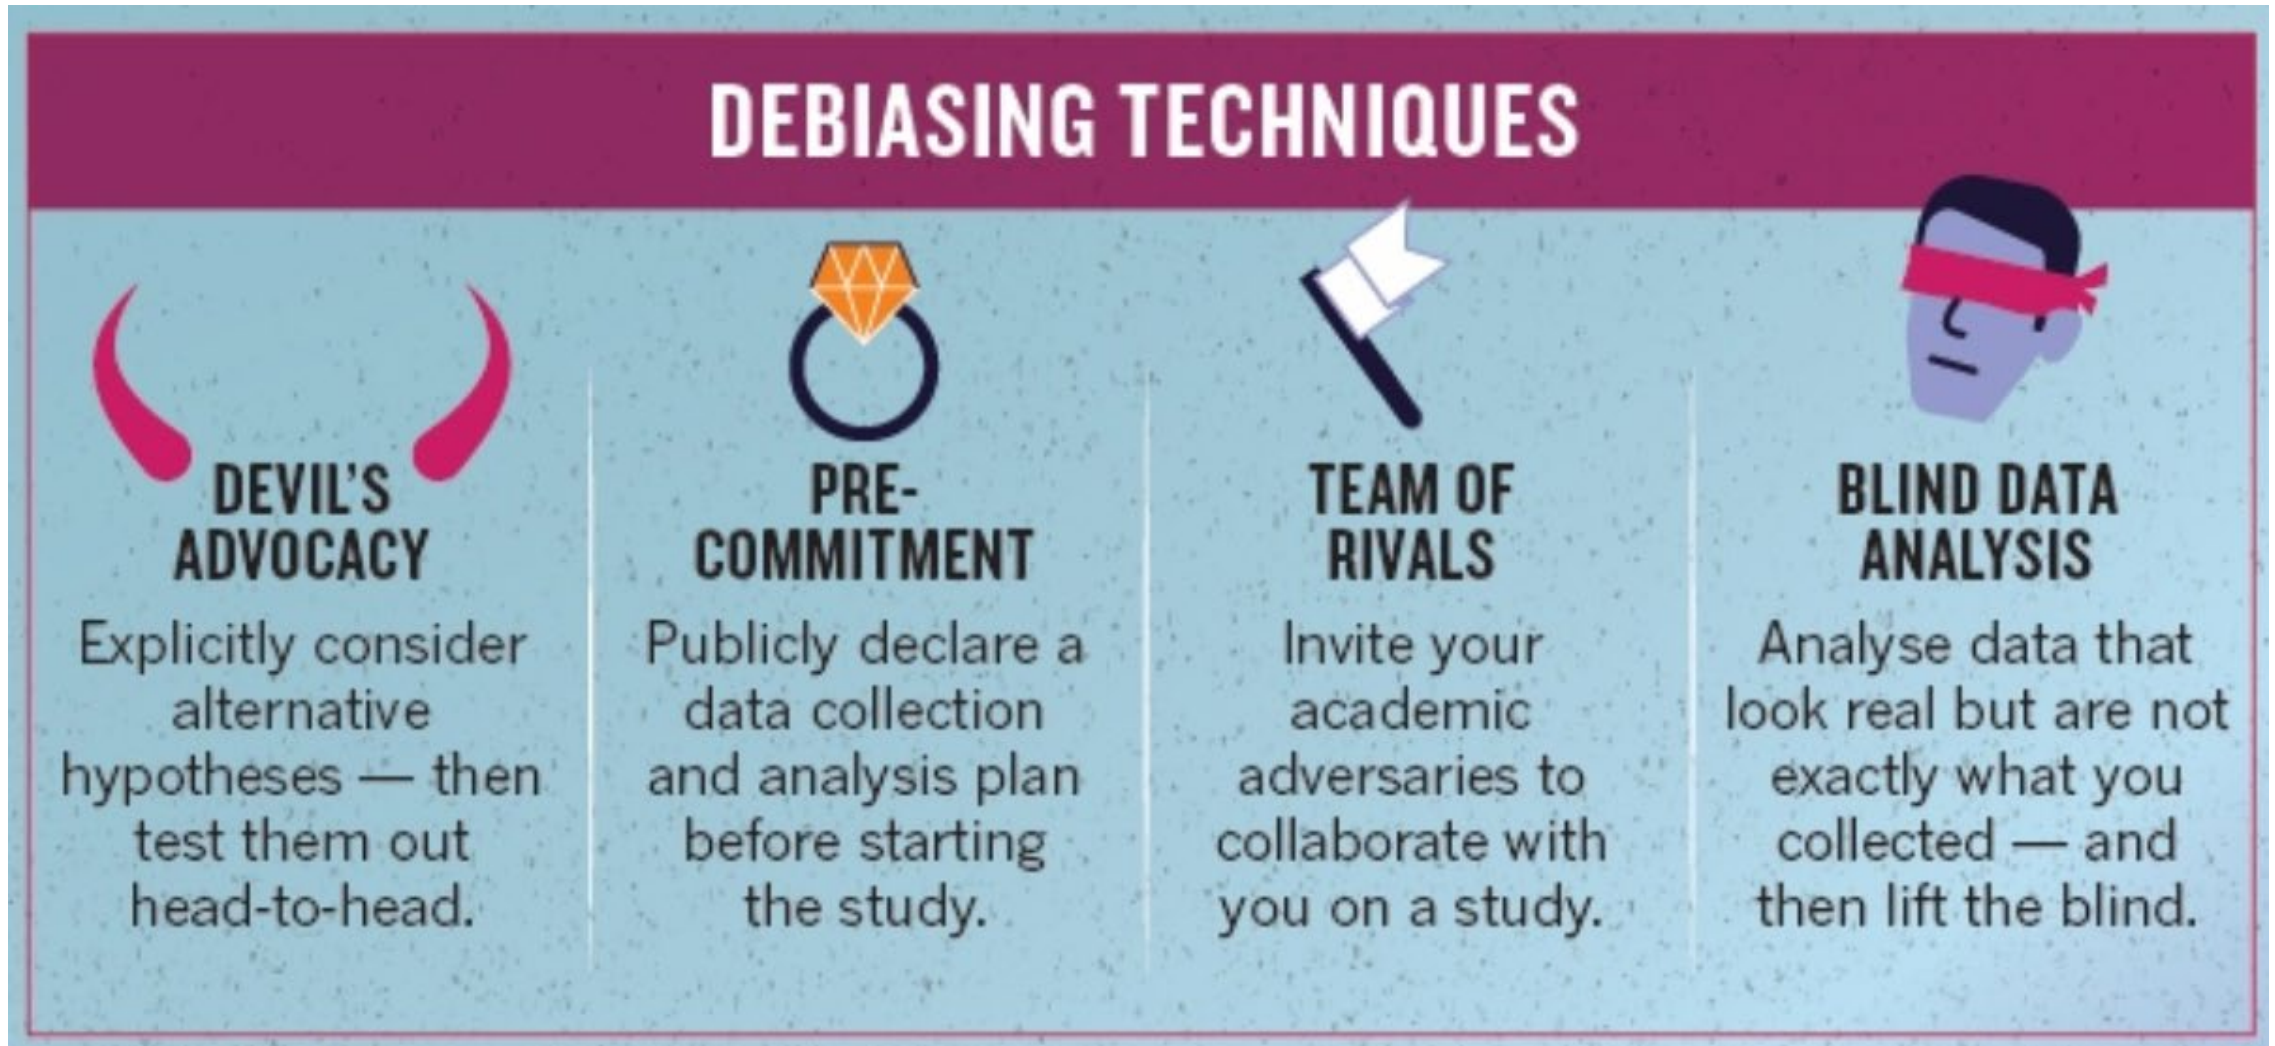 DEBIASING TECHNIQUES
DEVIL'S
ADVOCACY
Explicitly consider
alternative
hypotheses — then
test them out
head-to-head.
PRE-
COMMITMENT
Publicly declare a
data collection
and analysis plan
before starting
the study.
TEAM OF
RIVALS
Invite your
academic
adversaries to
collaborate with
you on a study.
BLIND DATA
ANALYSIS
Analyse data that
look real but are not
exactly what you
collected — and
then lift the blind.